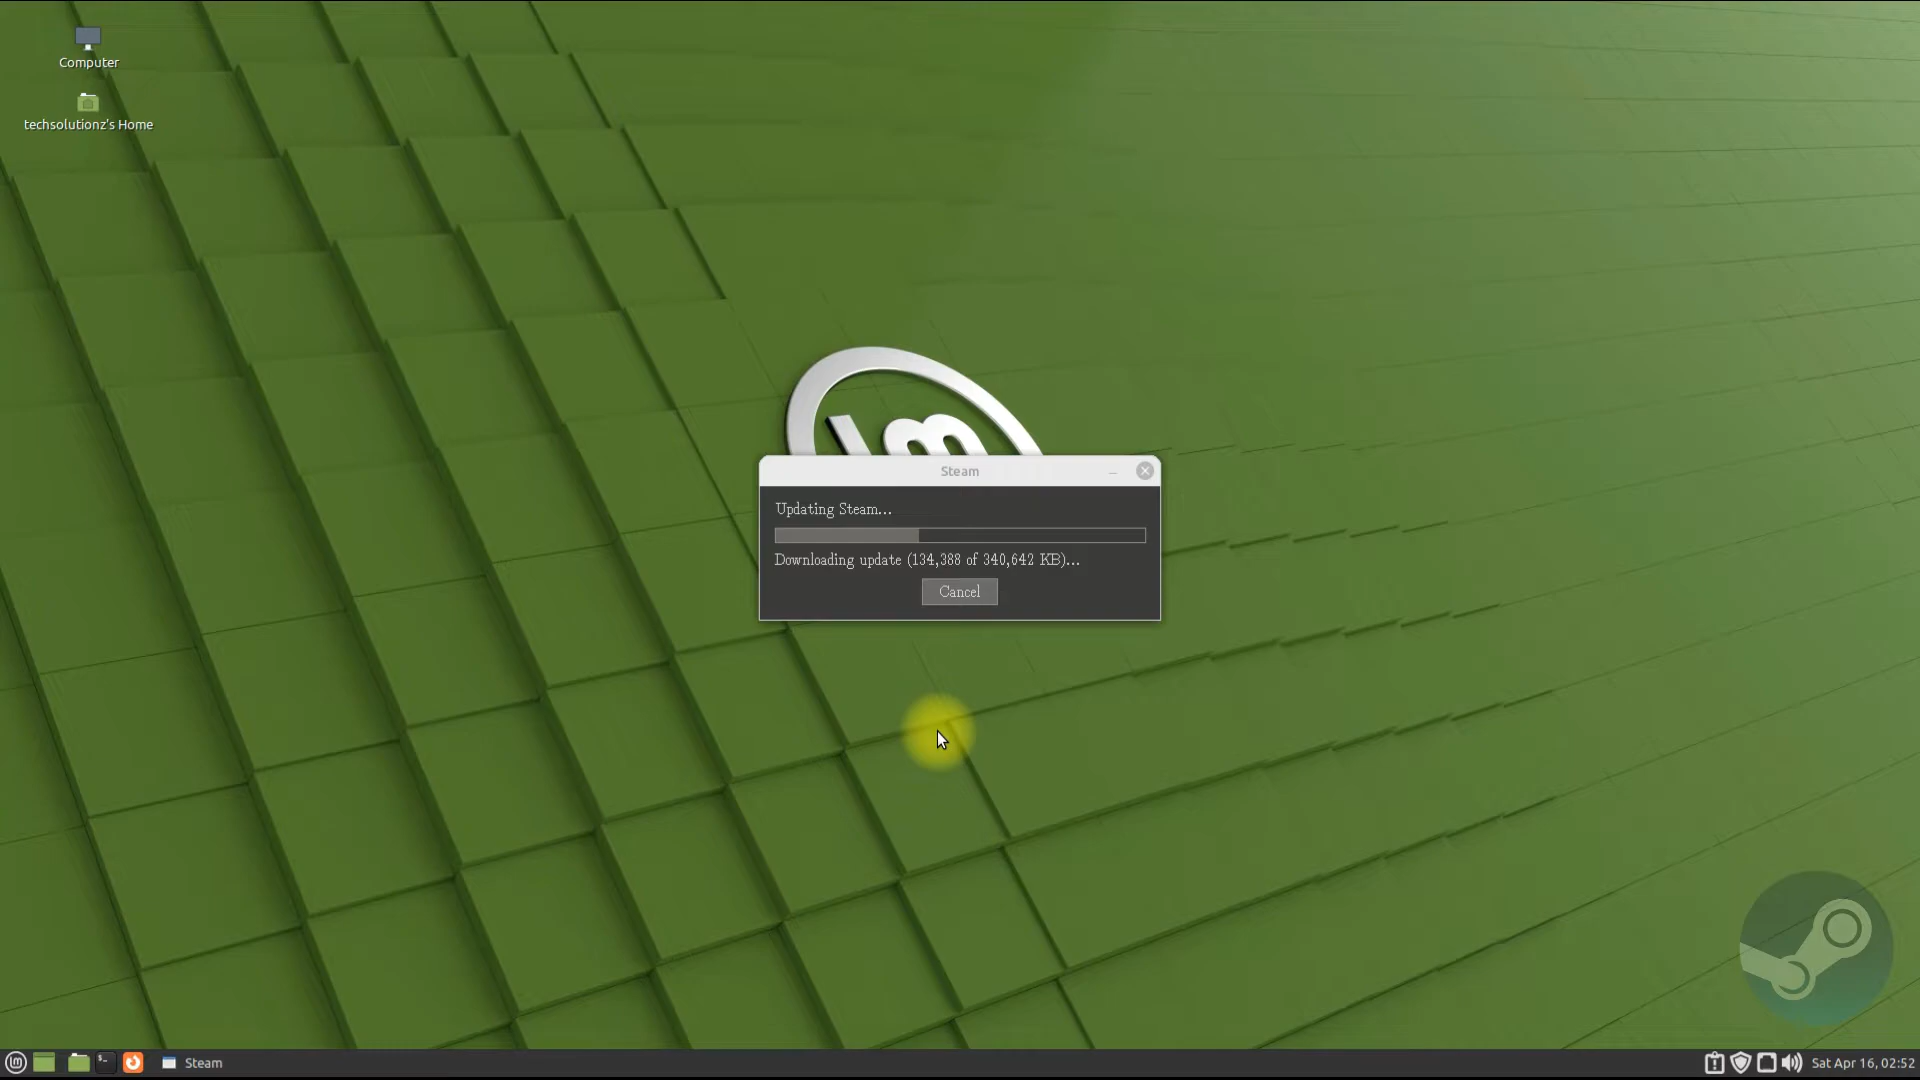 Computer
techsolutionz's Home
lm
Steam
Updating Steam...
Downloading update (134,388 of 340,642 KB)...
Cancel
Steam
Sat Apr 16, 02:52